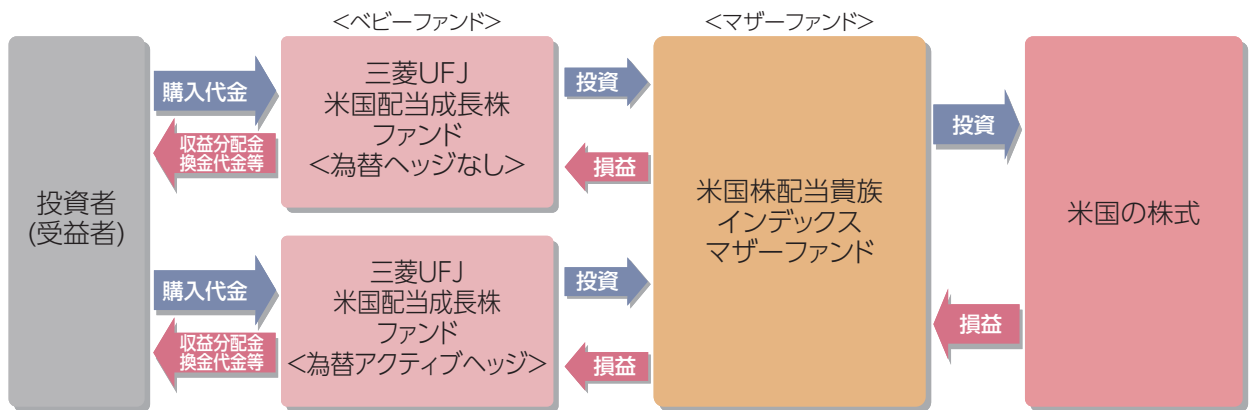 ＜ベビーファンド＞
＜マザーファンド＞
投資者
(受益者)
購入代金
収益分配金
換金代金等
三菱UFJ
米国配当成長株
ファンド
＜為替ヘッジなし＞
投資
損益
購入代金
収益分配金
換金代金等
三菱UFJ
米国配当成長株
ファンド
＜為替アクティブヘッジ＞
投資
損益
米国株配当貴族
インデックス
マザーファンド
投資
損益
米国の株式